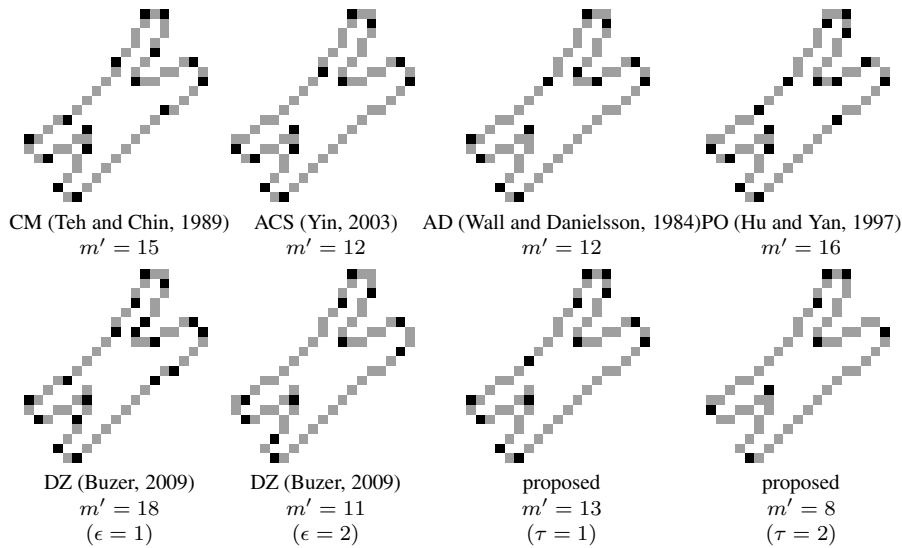 CM (Teh and Chin, 1989) ACS (Yin, 2003) AD (Wall and Danielsson, 1984) PO (Hu and Yan, 1997)
m′ = 15 m′ = 12 m′ = 12 m′ = 16
DZ (Buzer, 2009) DZ (Buzer, 2009) proposed proposed
m′ = 18 m′ = 11 m′ = 13 m′ = 8
(ϵ = 1) (ϵ = 2) (τ = 1) (τ = 2)